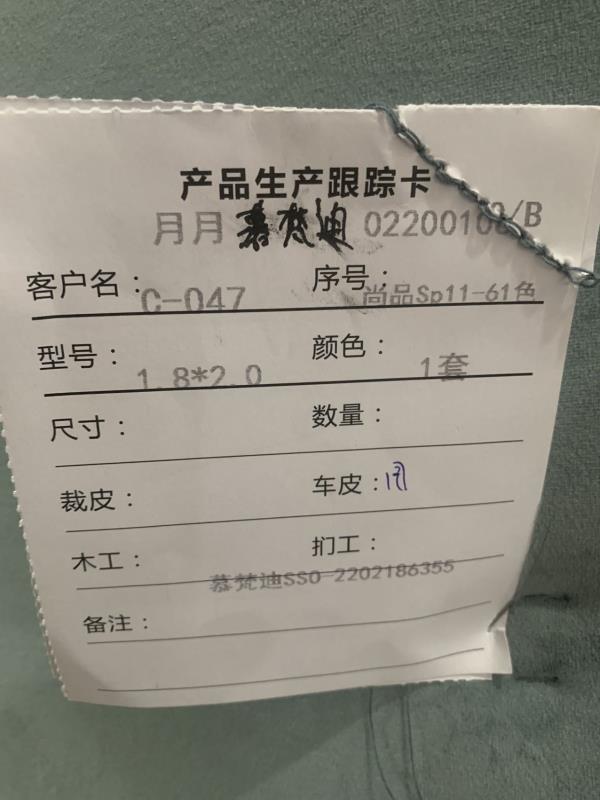 产品生产跟踪卡
月月 慕梵迪 02200108/B
客户名： 序号：
C-047 尚品Sp11-61色
型号： 颜色：
1.8*2.0 1套
尺寸： 数量：
裁皮： 车皮：
木工： 扪工：
慕梵迪SSO-2202186355
备注：